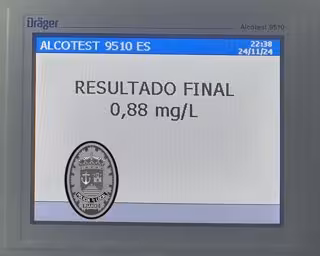 Dräger
Alcotest 9510
ALCOTEST 9510 ES
22:38
24/11/24
RESULTADO FINAL
0,88 mg/L